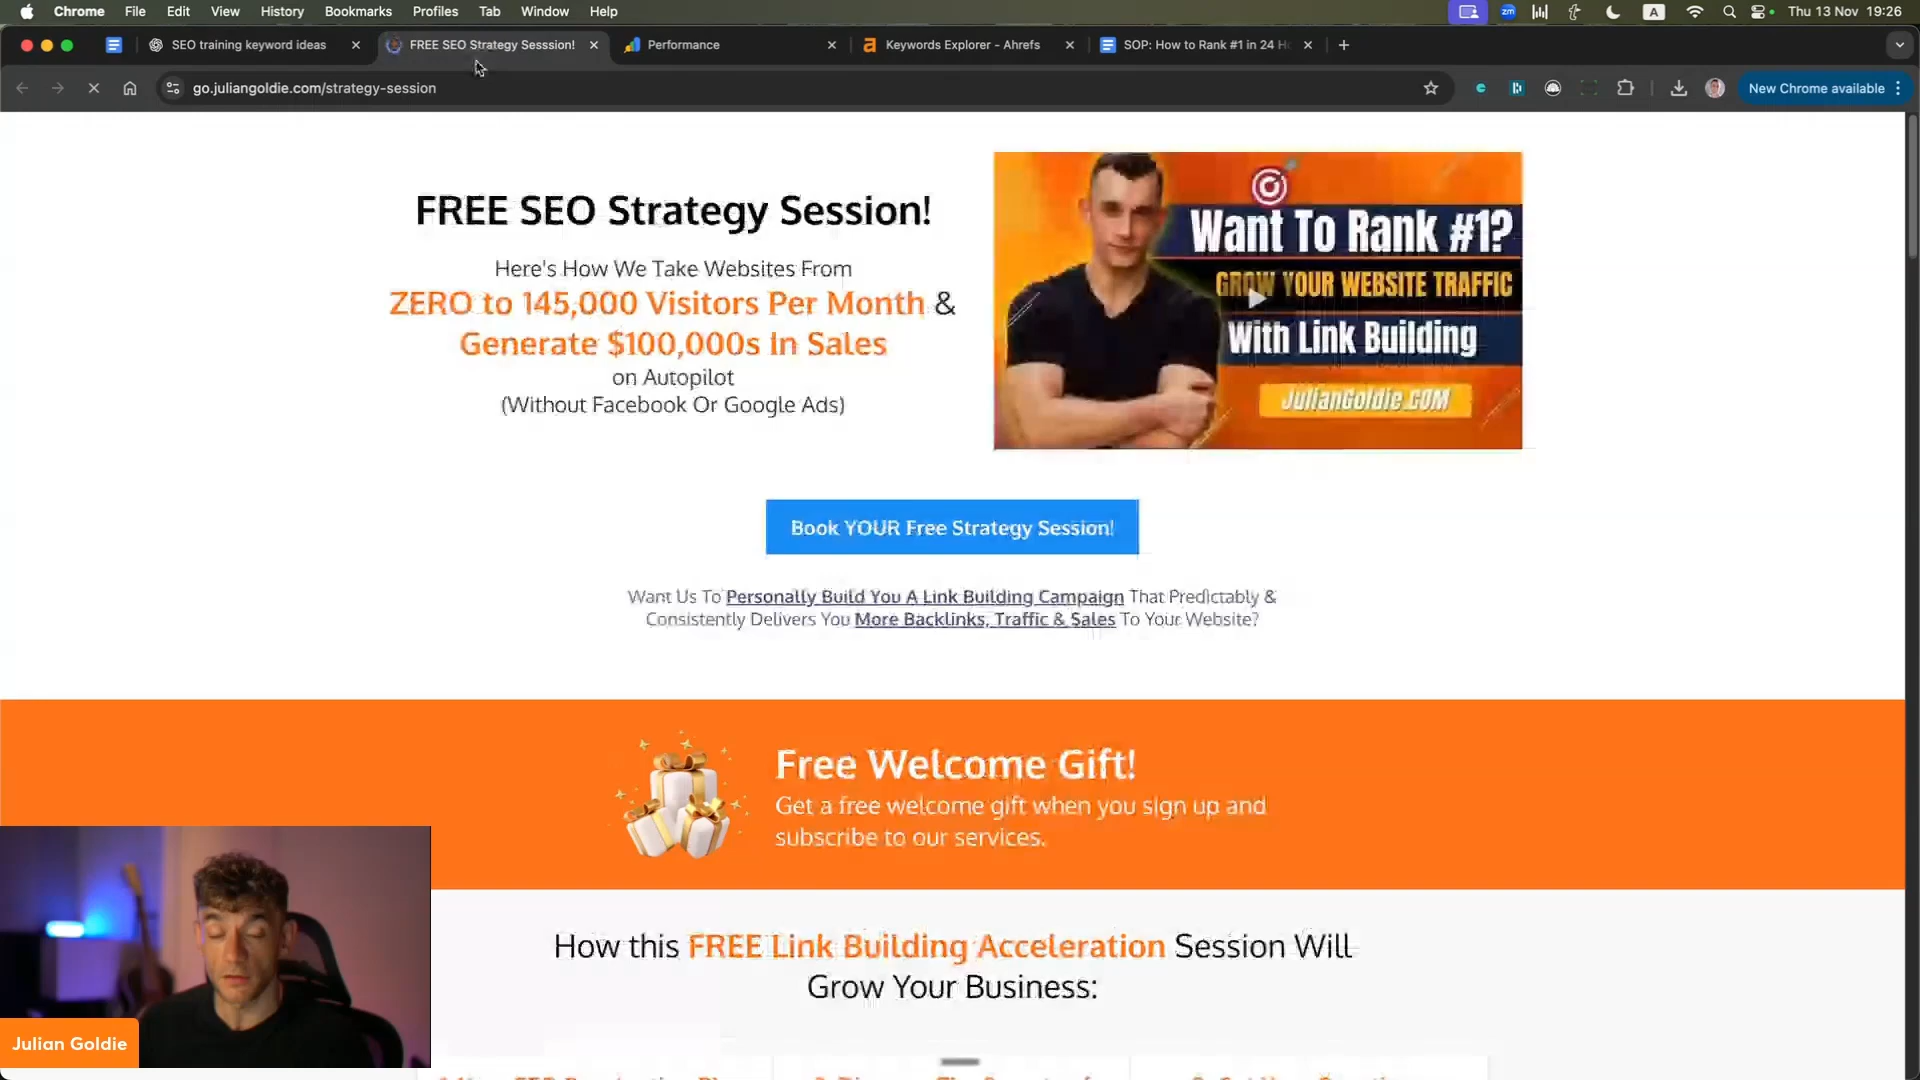 Chrome File Edit View History Bookmarks Profiles Tab Window Help
zm A Thu 13 Nov 19:26
SEO training keyword ideas
FREE SEO Strategy Sesssion!
Performance
Keywords Explorer - Ahrefs
SOP: How to Rank #1 in 24 H
go.juliangoldie.com/strategy-session
New Chrome available
FREE SEO Strategy Session!
Here's How We Take Websites From
ZERO to 145,000 Visitors Per Month &
Generate $100,000s In Sales
on Autopilot
(Without Facebook Or Google Ads)
Want To Rank #1?
GROW YOUR WEBSITE TRAFFIC
With Link Building
JulianGoldie.COM
Book YOUR Free Strategy Session!
Want Us To Personally Build You A Link Building Campaign That Predictably &
Consistently Delivers You More Backlinks, Traffic & Sales To Your Website?
Free Welcome Gift!
Get a free welcome gift when you sign up and
subscribe to our services.
How this FREE Link Building Acceleration Session Will
Grow Your Business:
Julian Goldie